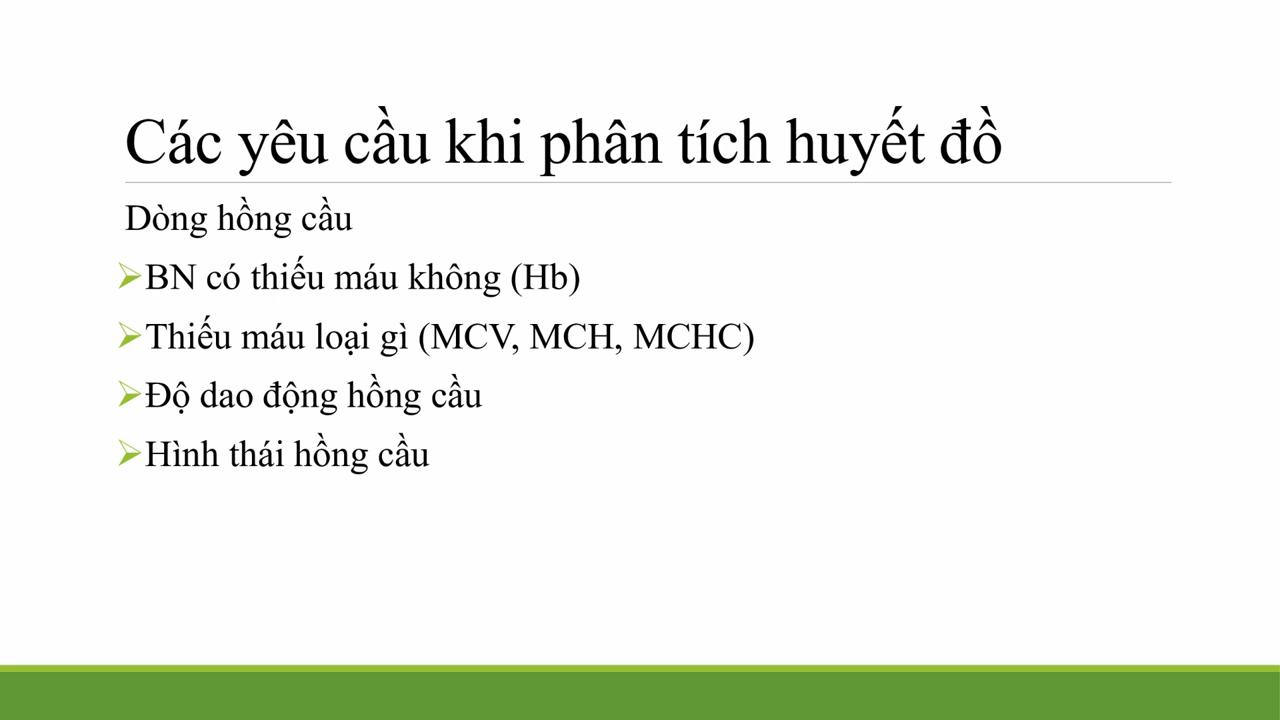 Các yêu cầu khi phân tích huyết đồ
Dòng hồng cầu
BN có thiếu máu không (Hb)
Thiếu máu loại gì (MCV, MCH, MCHC)
Độ dao động hồng cầu
Hình thái hồng cầu